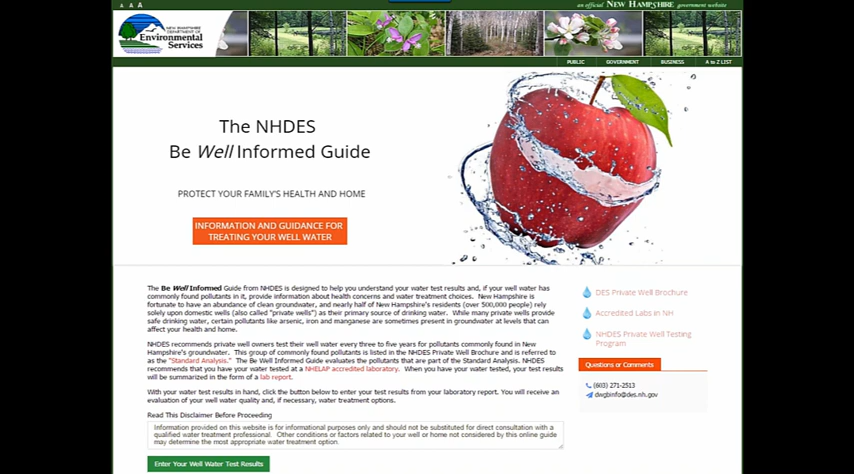 A A A
an official NEW HAMPSHIRE government website
NEW HAMPSHIRE
DEPARTMENT OF
Environmental
Services
PUBLIC GOVERNMENT BUSINESS A to Z LIST
The NHDES
Be Well Informed Guide
PROTECT YOUR FAMILY'S HEALTH AND HOME
INFORMATION AND GUIDANCE FOR
TREATING YOUR WELL WATER
The Be Well Informed Guide from NHDES is designed to help you understand your water test results and, if your well water has
commonly found pollutants in it, provide information about health concerns and water treatment choices. New Hampshire is
fortunate to have an abundance of clean groundwater, and nearly half of New Hampshire's residents (over 500,000 people) rely
solely upon domestic wells (also called "private wells") as their primary source of drinking water. While many private wells provide
safe drinking water, certain pollutants like arsenic, iron and manganese are sometimes present in groundwater at levels that can
affect your health and home.
NHDES recommends private well owners test their well water every three to five years for pollutants commonly found in New
Hampshire's groundwater. This group of commonly found pollutants is listed in the NHDES Private Well Brochure and is referred to
as the "Standard Analysis." The Be Well Informed Guide evaluates the pollutants that are part of the Standard Analysis. NHDES
recommends that you have your water tested at a NHELAP accredited laboratory. When you have your water tested, your test results
will be summarized in the form of a lab report.
With your water test results in hand, click the button below to enter your test results from your laboratory report. You will receive an
evaluation of your well water quality and, if necessary, water treatment options.
Read This Disclaimer Before Proceeding
Information provided on this website is for informational purposes only and should not be substituted for direct consultation with a
qualified water treatment professional. Other conditions or factors related to your well or home not considered by this online guide
may determine the most appropriate water treatment option.
Enter Your Well Water Test Results
DES Private Well Brochure
Accredited Labs in NH
NHDES Private Well Testing
Program
Questions or Comments
(603) 271-2513
dwgbinfo@des.nh.gov